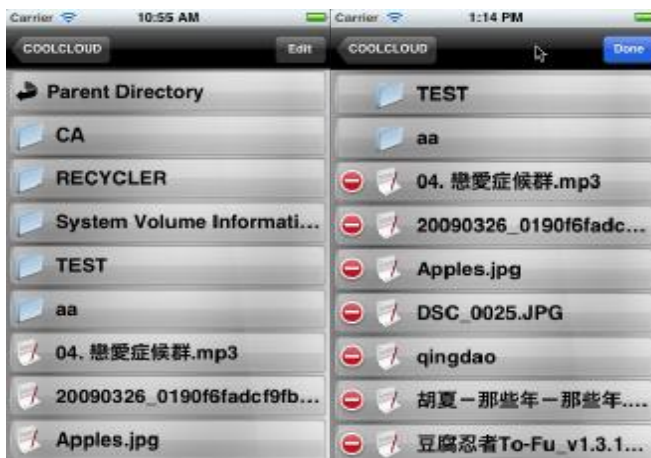 Carrier 10:55 AM
COOLCLOUD Edit
Parent Directory
CA
RECYCLER
System Volume Informati...
TEST
aa
04. 戀愛症候群.mp3
20090326_0190f6fadcf9fb...
Apples.jpg
Carrier 1:14 PM
COOLCLOUD Done
TEST
aa
04. 戀愛症候群.mp3
20090326_0190f6fadc...
Apples.jpg
DSC_0025.JPG
qingdao
胡夏－那些年－那些年....
豆腐忍者To-Fu_v1.3.1...